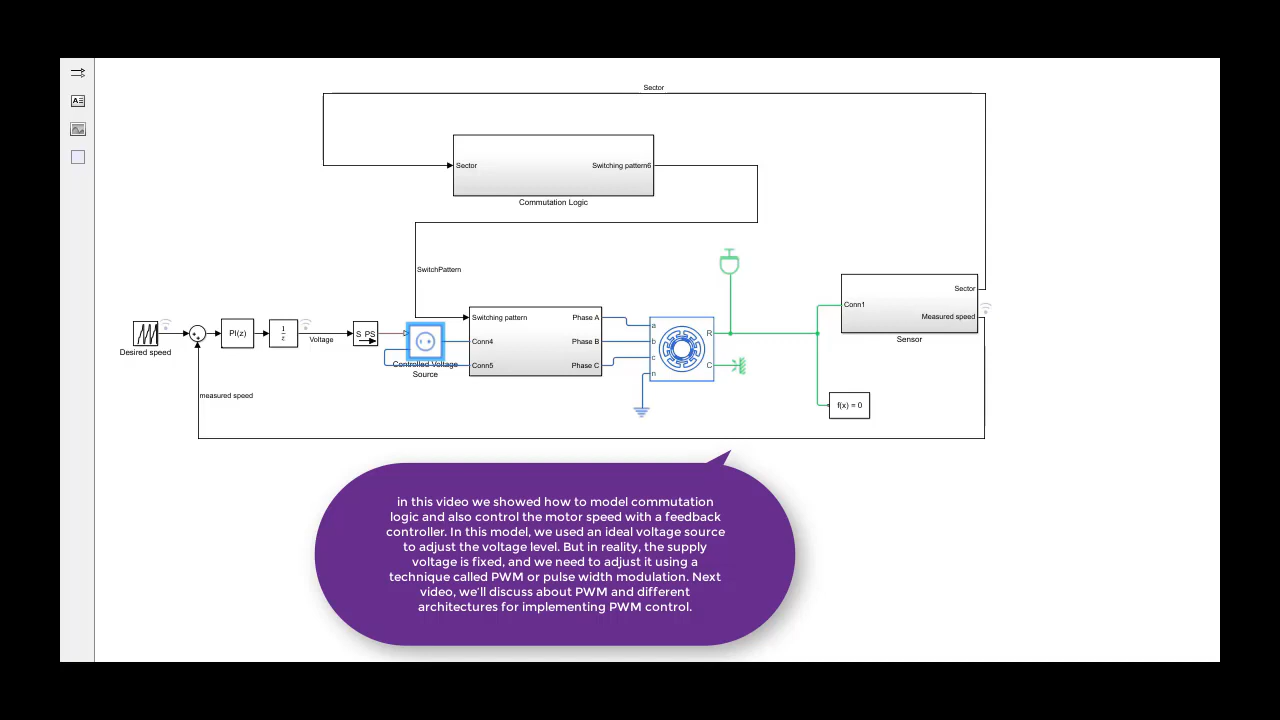 Sector
Sector
Switching pattern6
Commutation Logic
SwitchPattern
Sector
Conn1
Measured speed
Sensor
Desired speed
PI(z)
1
z
Voltage
S PS
Controlled Voltage
Source
Switching pattern
Conn4
Conn5
Phase A
Phase B
Phase C
a
b
c
n
R
C
f(x) = 0
measured speed
in this video we showed how to model commutation
logic and also control the motor speed with a feedback
controller. In this model, we used an ideal voltage source
to adjust the voltage level. But in reality, the supply
voltage is fixed, and we need to adjust it using a
technique called PWM or pulse width modulation. Next
video, we'll discuss about PWM and different
architectures for implementing PWM control.